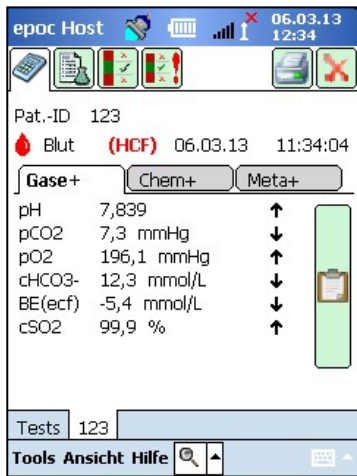 epoc Host 06.03.13
12:34
Pat.-ID 123
Blut (HCF) 06.03.13 11:34:04
Gase+ Chem+ Meta+
pH 7,839 ↑
pCO2 7,3 mmHg ↓
pO2 196,1 mmHg ↑
cHCO3- 12,3 mmol/L ↓
BE(ecf) -5,4 mmol/L ↓
cSO2 99,9 % ↑
Tests 123
Tools Ansicht Hilfe